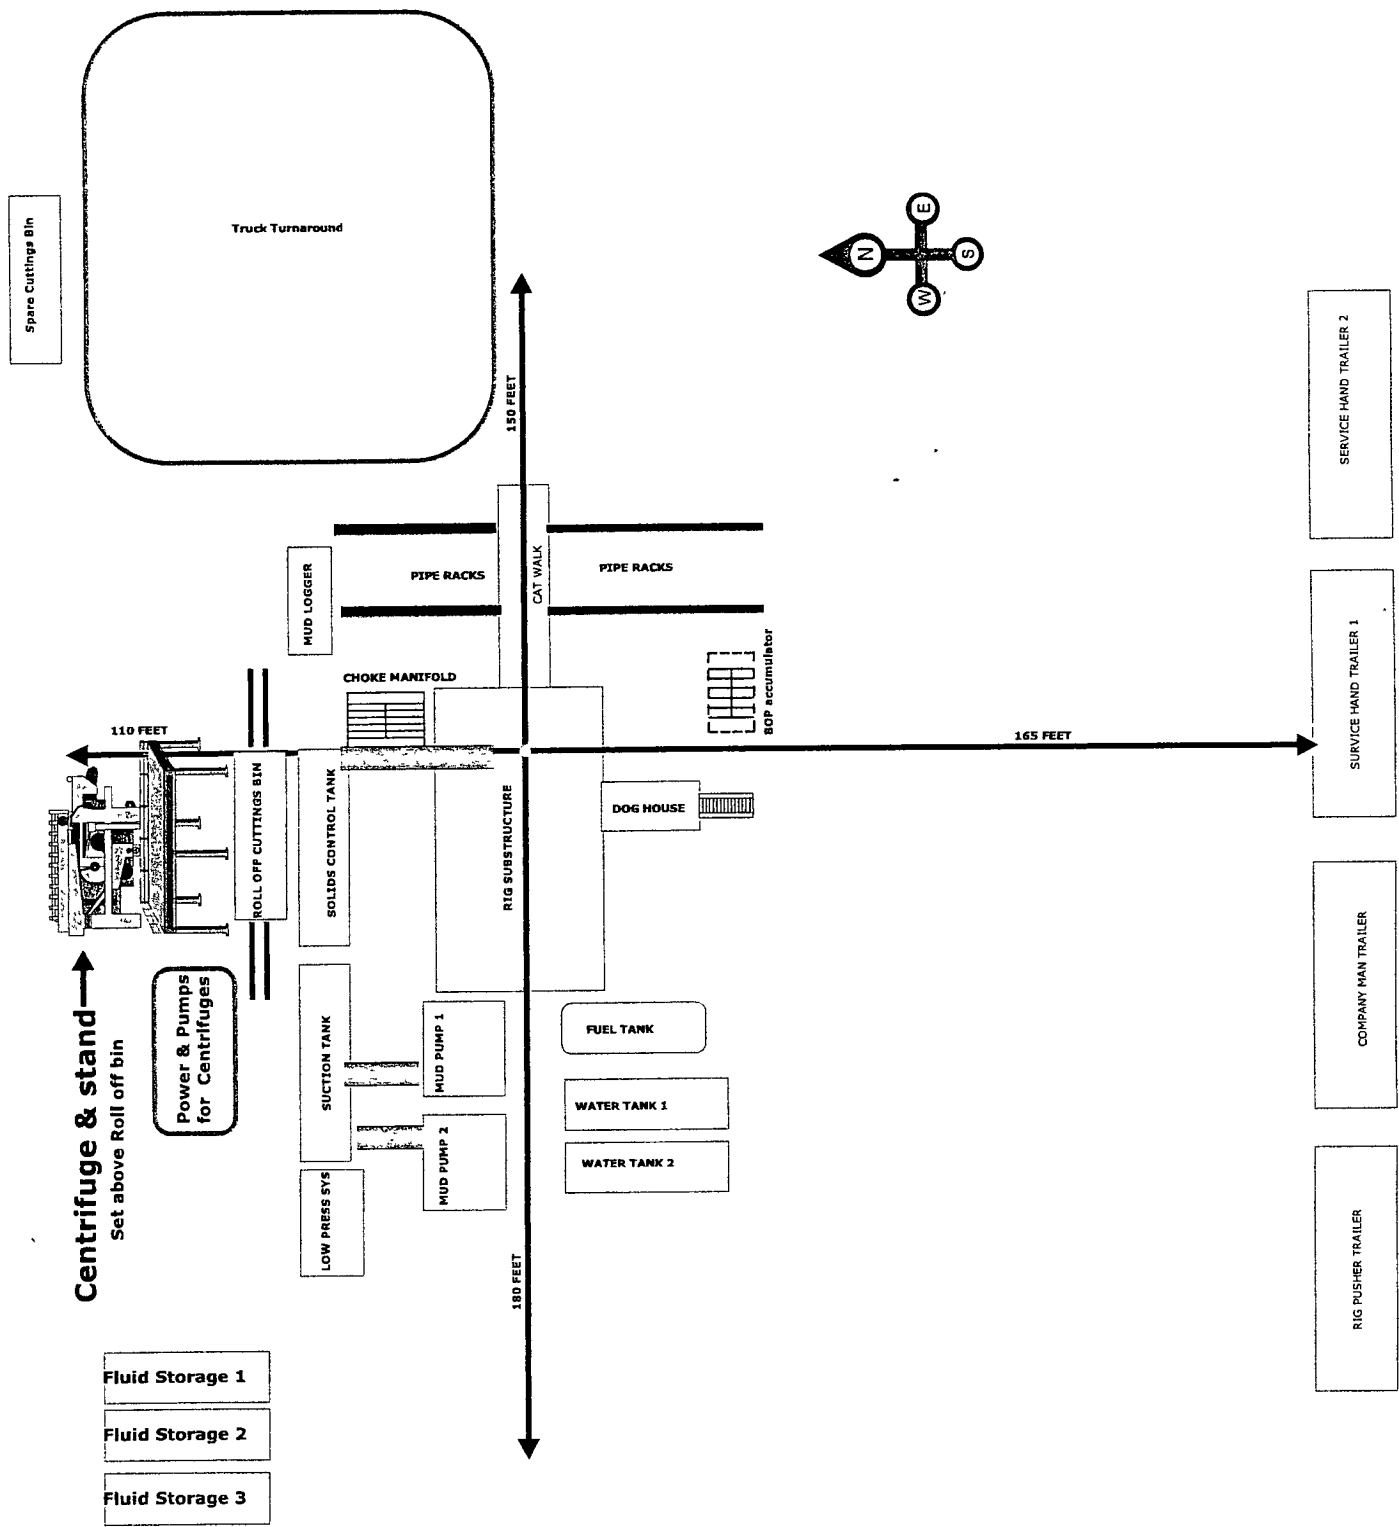 Spare Cuttings Bin
Truck Turnaround
N
E
S
W
150 FEET
SERVICE HAND TRAILER 2
MUD LOGGER
PIPE RACKS
CAT WALK
PIPE RACKS
CHOKE MANIFOLD
BOP accumulator
110 FEET
165 FEET
SURVICE HAND TRAILER 1
ROLL OFF CUTTINGS BIN
SOLIDS CONTROL TANK
RIG SUBSTRUCTURE
DOG HOUSE
Centrifuge & stand
Set above Roll off bin
Power & Pumps
for Centrifuges
SUCTION TANK
MUD PUMP 1
MUD PUMP 2
FUEL TANK
WATER TANK 1
WATER TANK 2
COMPANY MAN TRAILER
LOW PRESS SYS
180 FEET
RIG PUSHER TRAILER
Fluid Storage 1
Fluid Storage 2
Fluid Storage 3